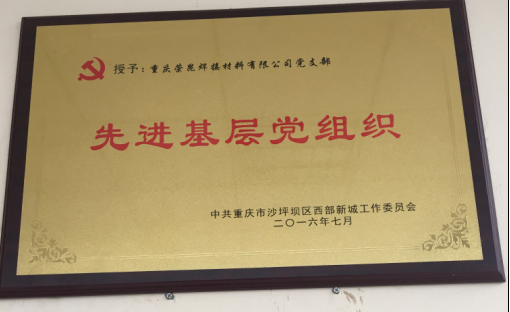 授予：重庆荣昆焊接材料有限公司党支部
先进基层党组织
中共重庆市沙坪坝区西部新城工作委员会
二〇一六年七月